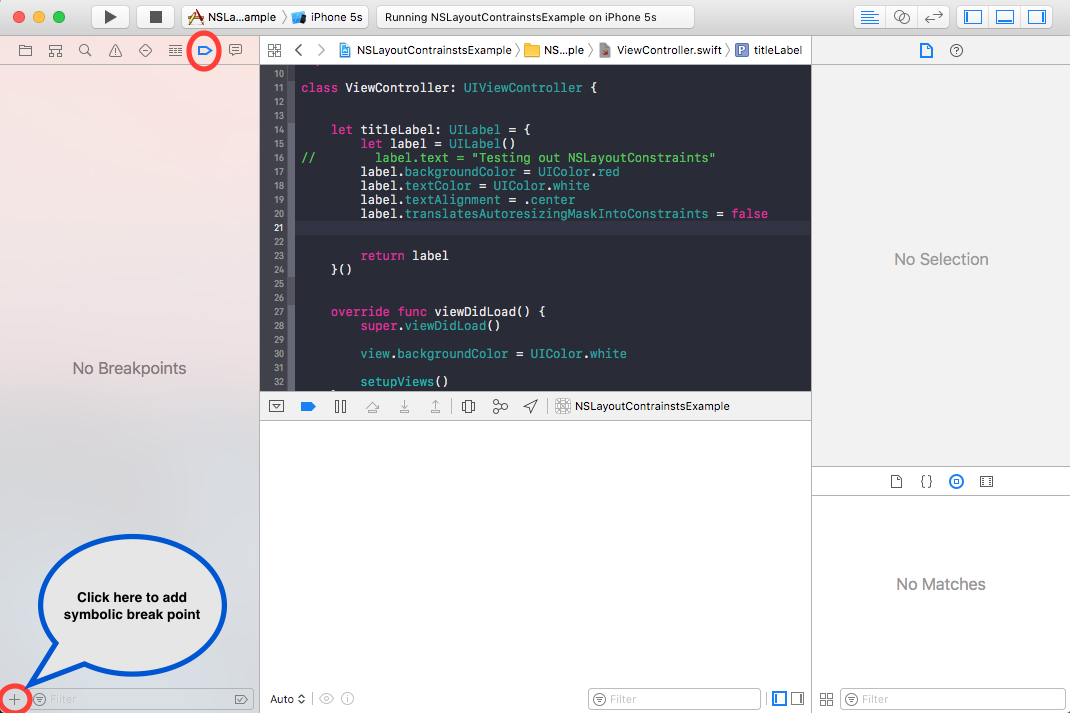 NSLa...ample
iPhone 5s
Running NSLayoutContrainstsExample on iPhone 5s
NSLayoutContrainstsExample
NS...ple
ViewController.swift
P
titleLabel
10
11 class ViewController: UIViewController {
12
13
14 let titleLabel: UILabel = {
15 let label = UILabel()
16 // label.text = "Testing out NSLayoutConstraints"
17 label.backgroundColor = UIColor.red
18 label.textColor = UIColor.white
19 label.textAlignment = .center
20 label.translatesAutoresizingMaskIntoConstraints = false
21
22
23 return label
24 }()
25
26
27 override func viewDidLoad() {
28 super.viewDidLoad()
29
30 view.backgroundColor = UIColor.white
31
32 setupViews()
No Breakpoints
No Selection
NSLayoutContrainstsExample
No Matches
Click here to add
symbolic break point
Filter
Auto
Filter
Filter